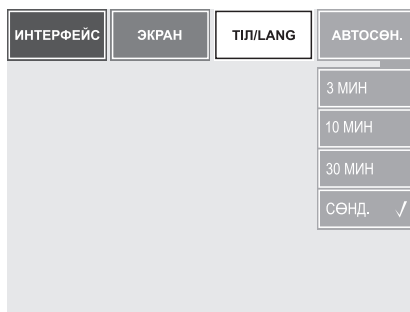 ИНТЕРФЕЙС ЭКРАН ТІЛ/LANG АВТОСӨН.
3 МИН
10 МИН
30 МИН
СӨНД. √